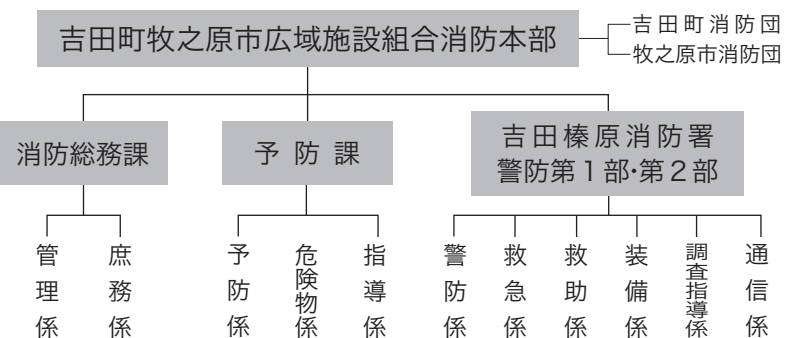 吉田町牧之原市広域施設組合消防本部
吉田町消防団
牧之原市消防団
消防総務課
予防課
吉田榛原消防署
警防第1部・第2部
管理係
庶務係
予防係
危険物係
指導係
警防係
救急係
救助係
装備係
調査指導係
通信係